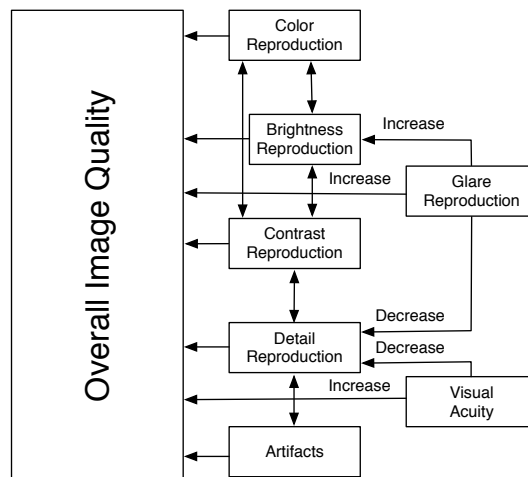 Overall Image Quality
Color
Reproduction
Brightness
Reproduction
Increase
Increase
Glare
Reproduction
Contrast
Reproduction
Detail
Reproduction
Decrease
Decrease
Increase
Visual
Acuity
Artifacts